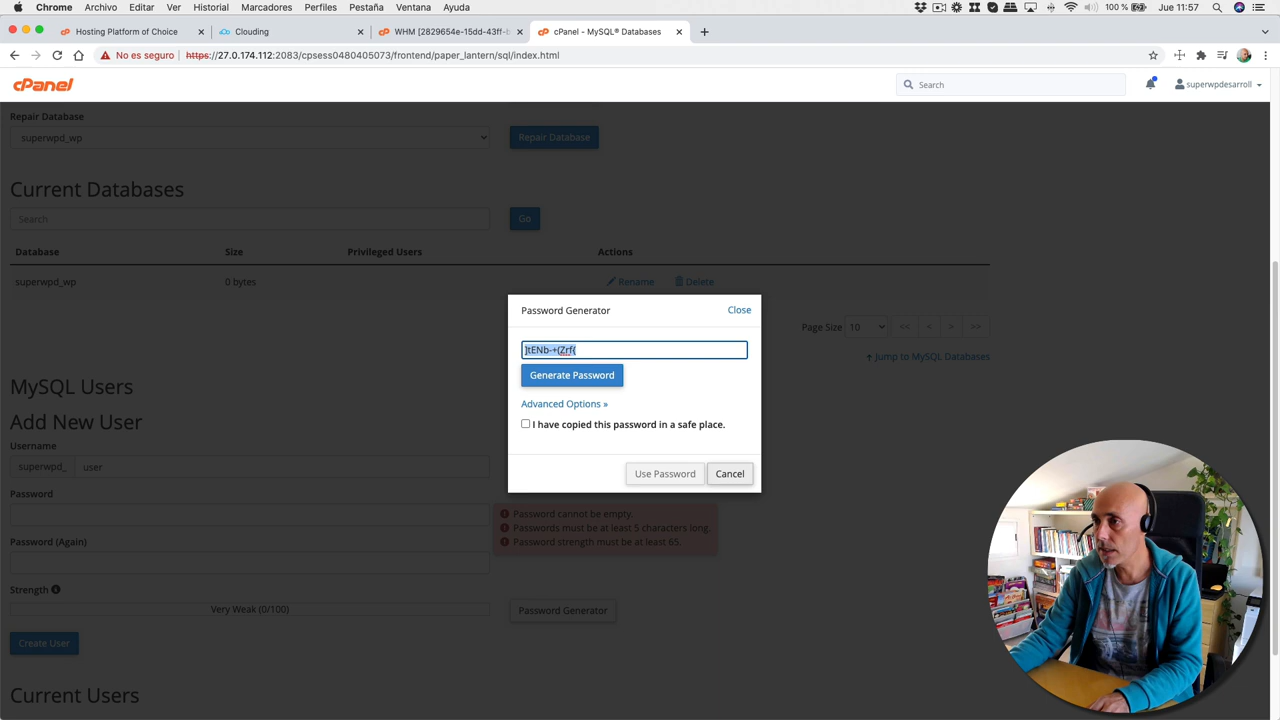 Chrome Archivo Editar Ver Historial Marcadores Perfiles Pestaña Ventana Ayuda 100 % Jue 11:57
Hosting Platform of Choice × Clouding × WHM [2829654e-15dd-43ff-b × cPanel - MySQL® Databases × +
No es seguro https://27.0.174.112:2083/cpsess0480405073/frontend/paper_lantern/sql/index.html
cPanel Search superwpdesarroll
Repair Database
superwpd_wp Repair Database
Current Databases
Search Go
Database Size Privileged Users Actions
superwpd_wp 0 bytes Rename Delete
Page Size 10 << < > >>
Jump to MySQL Databases
Password Generator Close
]tENb-+(Zrf{
Generate Password
Advanced Options »
I have copied this password in a safe place.
Use Password Cancel
MySQL Users
Add New User
Username
superwpd_ user
Password
Password cannot be empty.
Passwords must be at least 5 characters long.
Password strength must be at least 65.
Password (Again)
Strength
Very Weak (0/100) Password Generator
Create User
Current Users